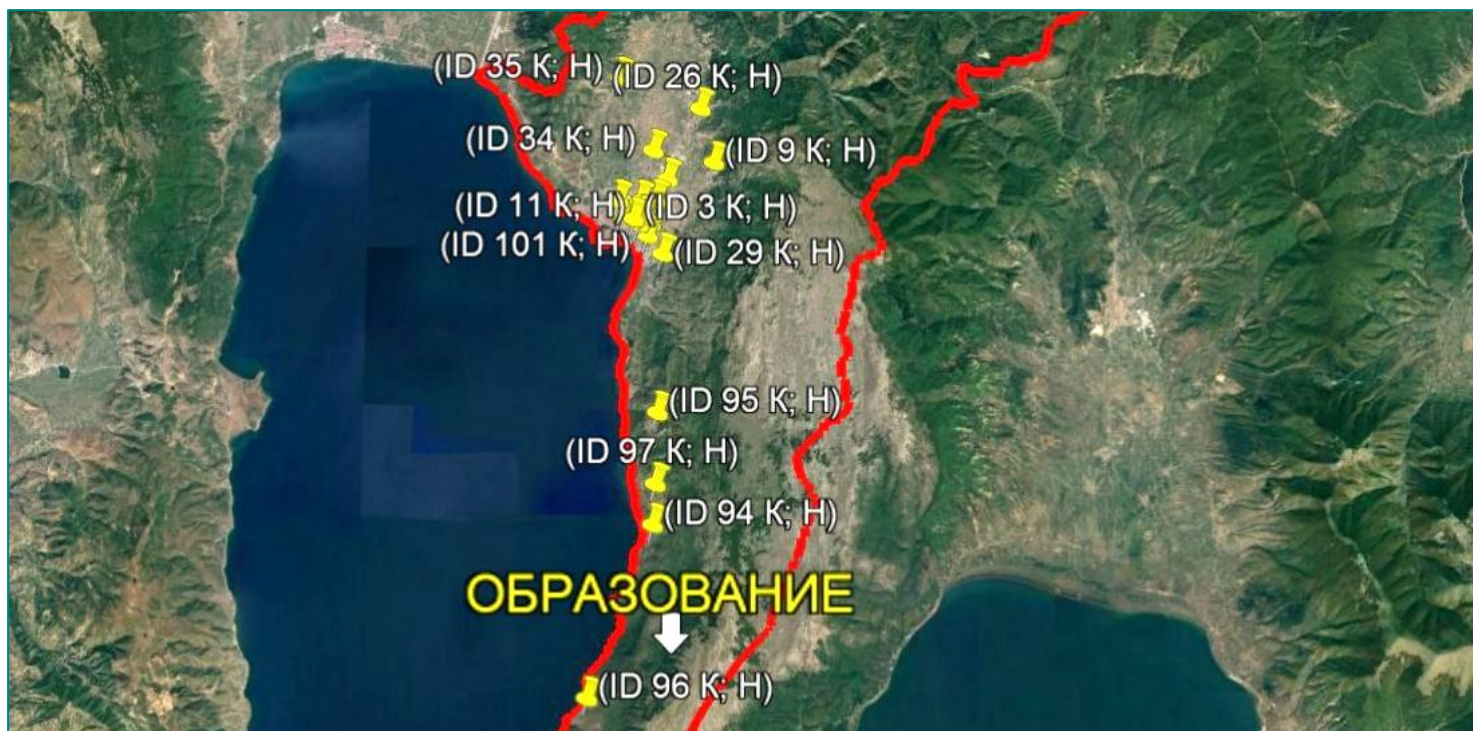 (ID 35 К; Н)
(ID 26 К; Н)
(ID 34 К; Н)
(ID 9 К; Н)
(ID 11 К; Н)
(ID 3 К; Н)
(ID 101 К; Н)
(ID 29 К; Н)
(ID 95 К; Н)
(ID 97 К; Н)
(ID 94 К; Н)
ОБРАЗОВАНИЕ
(ID 96 К; Н)